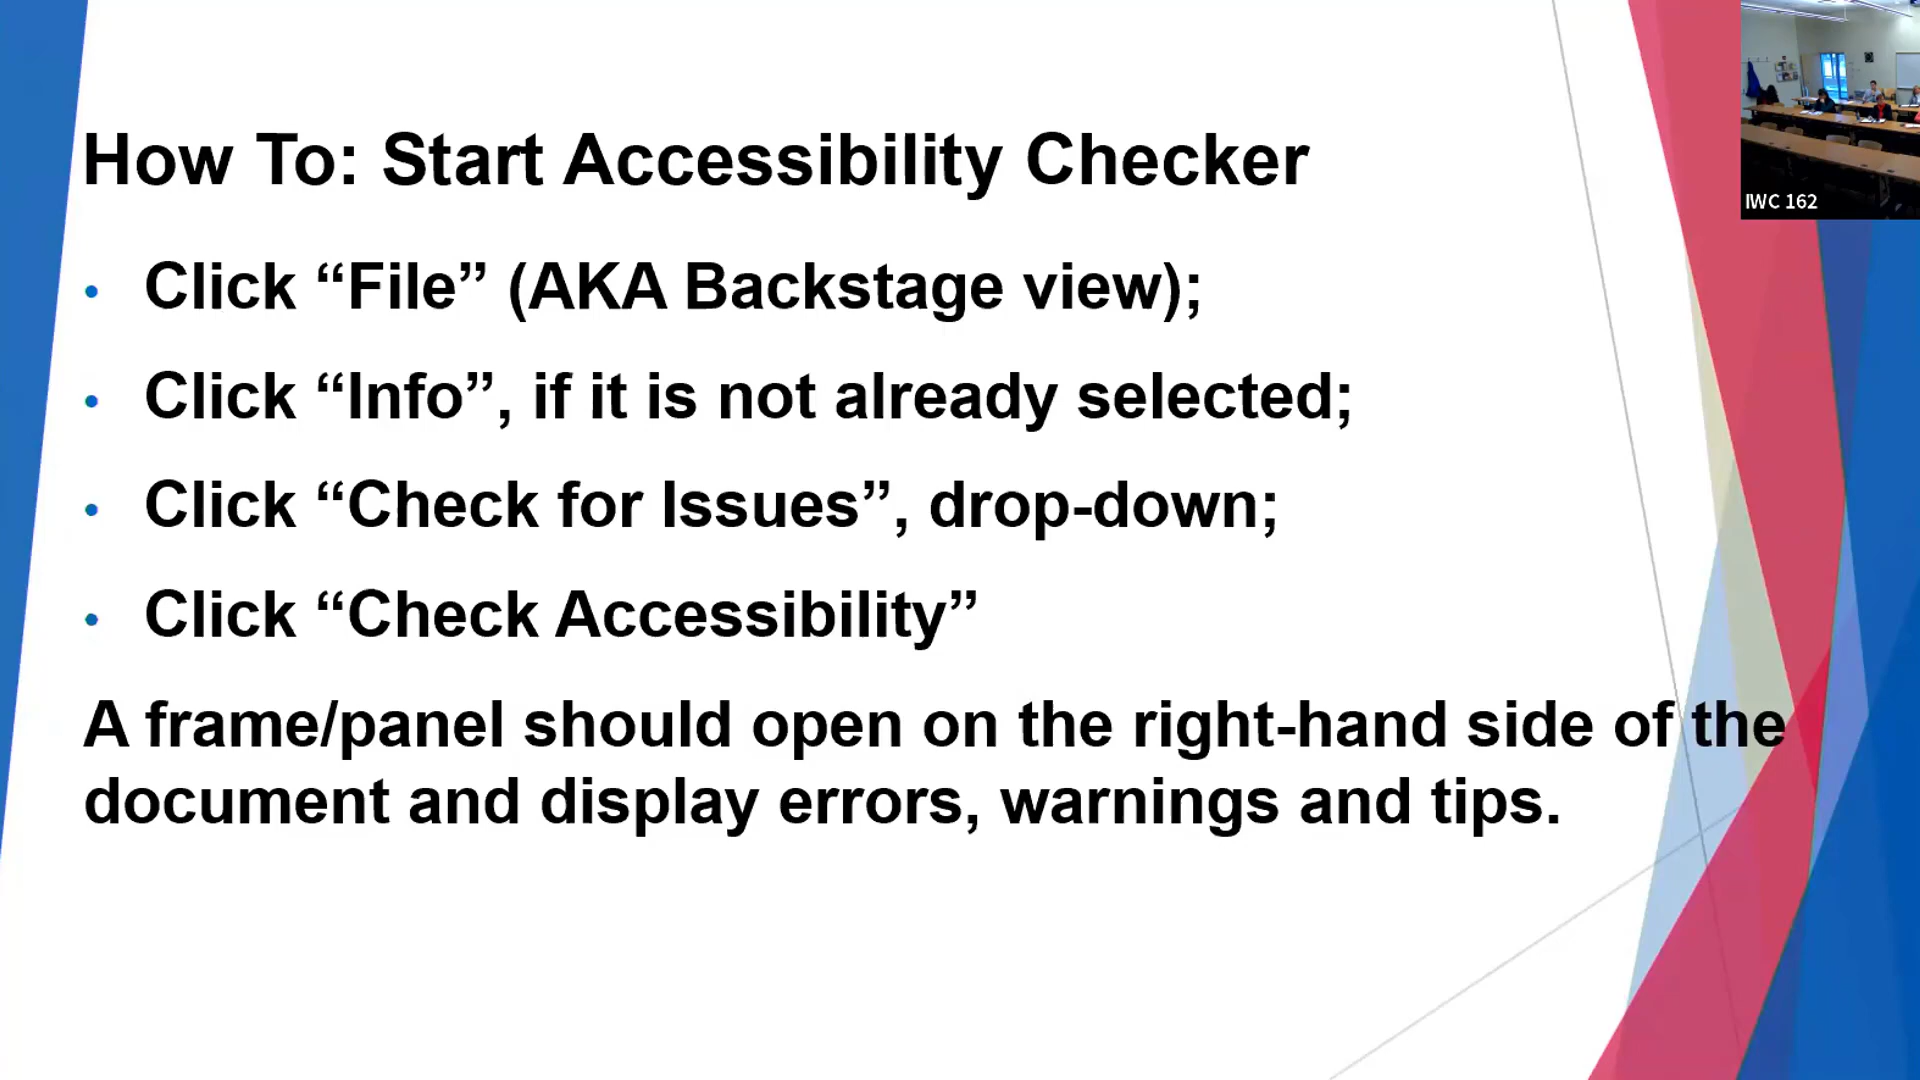 How To: Start Accessibility Checker
• Click “File” (AKA Backstage view);
• Click “Info”, if it is not already selected;
• Click “Check for Issues”, drop-down;
• Click “Check Accessibility”
A frame/panel should open on the right-hand side of the
document and display errors, warnings and tips.
IWC 162